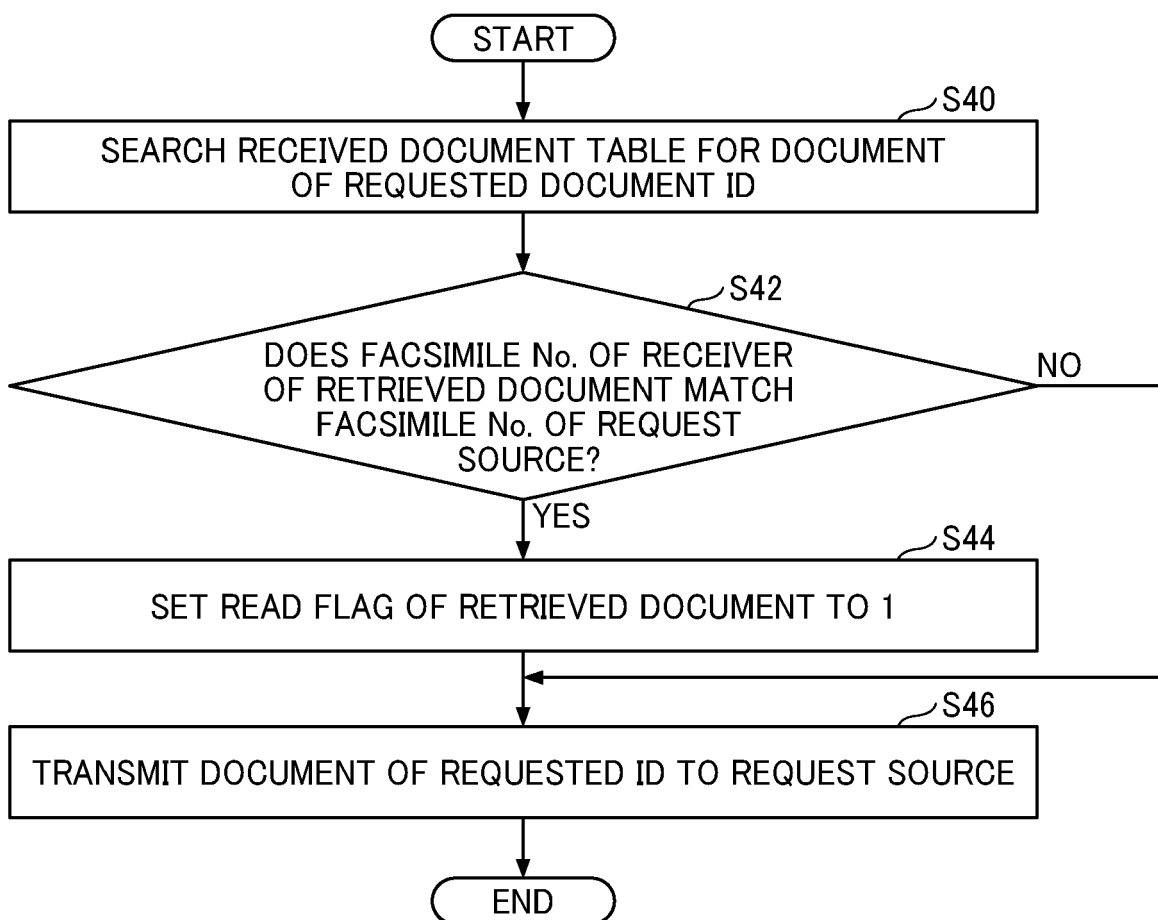 START
S40
SEARCH RECEIVED DOCUMENT TABLE FOR DOCUMENT
OF REQUESTED DOCUMENT ID
S42
DOES FACSIMILE No. OF RECEIVER
OF RETRIEVED DOCUMENT MATCH
FACSIMILE No. OF REQUEST
SOURCE?
NO
YES
S44
SET READ FLAG OF RETRIEVED DOCUMENT TO 1
S46
TRANSMIT DOCUMENT OF REQUESTED ID TO REQUEST SOURCE
END